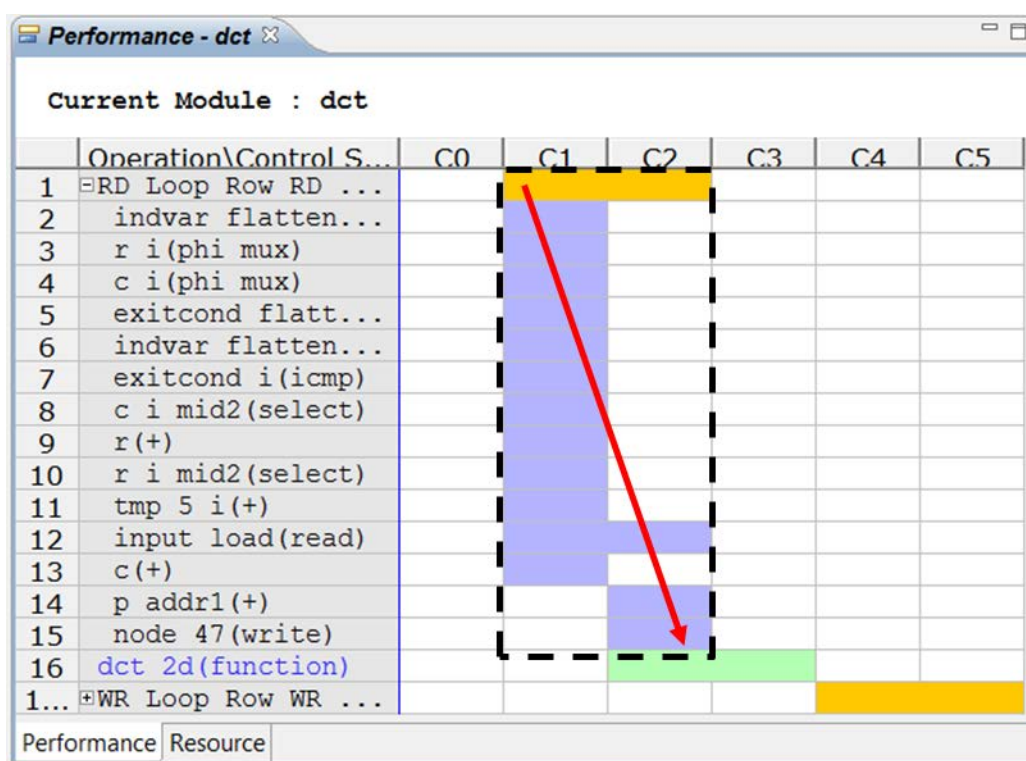 Performance - dct
Current Module : dct
Operation\Control S... C0 C1 C2 C3 C4 C5
1 RD Loop Row RD ...
2 indvar flatten...
3 r i(phi mux)
4 c i(phi mux)
5 exitcond flatt...
6 indvar flatten...
7 exitcond i(icmp)
8 c i mid2(select)
9 r(+)
10 r i mid2(select)
11 tmp 5 i(+)
12 input load(read)
13 c(+)
14 p addr1(+)
15 node 47(write)
16 dct 2d(function)
1... WR Loop Row WR ...
Performance Resource